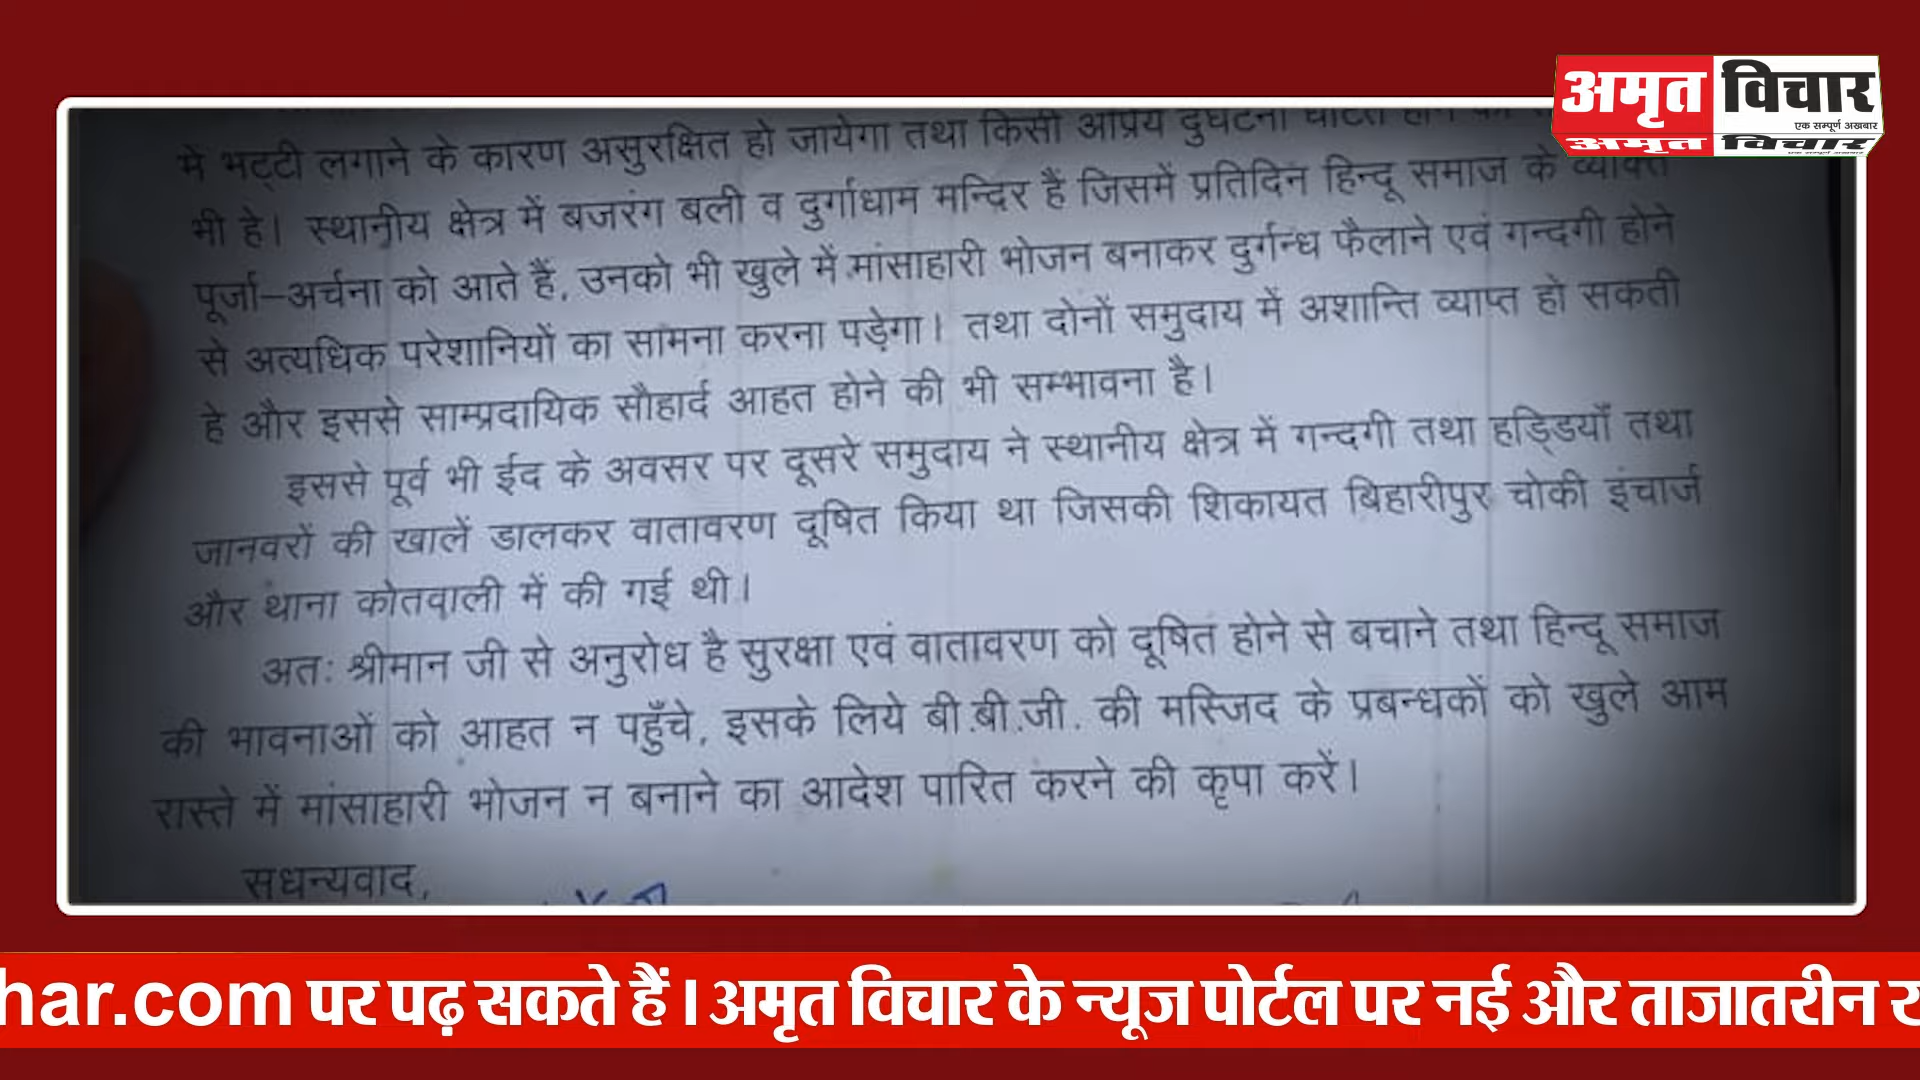 अमृत विचार
एक सम्पूर्ण अखबार
में भट्टी लगाने के कारण असुरक्षित हो जायेगा तथा किसी अप्रिय दुर्घटना
भी हे। स्थानीय क्षेत्र में बजरंग बली व दुर्गाधाम मन्दिर हैं जिसमें प्रतिदिन हिन्दू समाज के व्यक्ति
पूर्जा–अर्चना को आते हैं, उनको भी खुले में मांसाहारी भोजन बनाकर दुर्गन्ध फैलाने एवं गन्दगी होने
से अत्यधिक परेशानियों का सामना करना पड़ेगा। तथा दोनों समुदाय में अशान्ति व्याप्त हो सकती
हे और इससे साम्प्रदायिक सौहार्द आहत होने की भी सम्भावना है।
इससे पूर्व भी ईद के अवसर पर दूसरे समुदाय ने स्थानीय क्षेत्र में गन्दगी तथा हड्डियाँ तथा
जानवरों की खालें डालकर वातावरण दूषित किया था जिसकी शिकायत बिहारीपुर चोकी इंचार्ज
और थाना कोतवाली में की गई थी।
अतः श्रीमान जी से अनुरोध है सुरक्षा एवं वातावरण को दूषित होने से बचाने तथा हिन्दू समाज
की भावनाओं को आहत न पहुँचे, इसके लिये बी.बी.जी. की मस्जिद के प्रबन्धकों को खुले आम
रास्ते में मांसाहारी भोजन न बनाने का आदेश पारित करने की कृपा करें।
सधन्यवाद,
har.com पर पढ़ सकते हैं। अमृत विचार के न्यूज पोर्टल पर नई और ताजातरीन